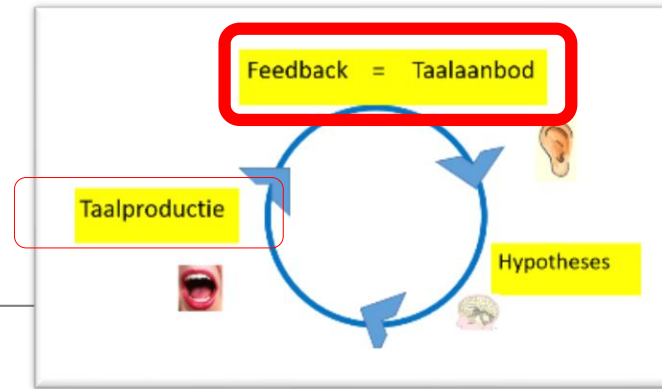 Feedback = Taalaanbod
Taalproductie
Hypotheses